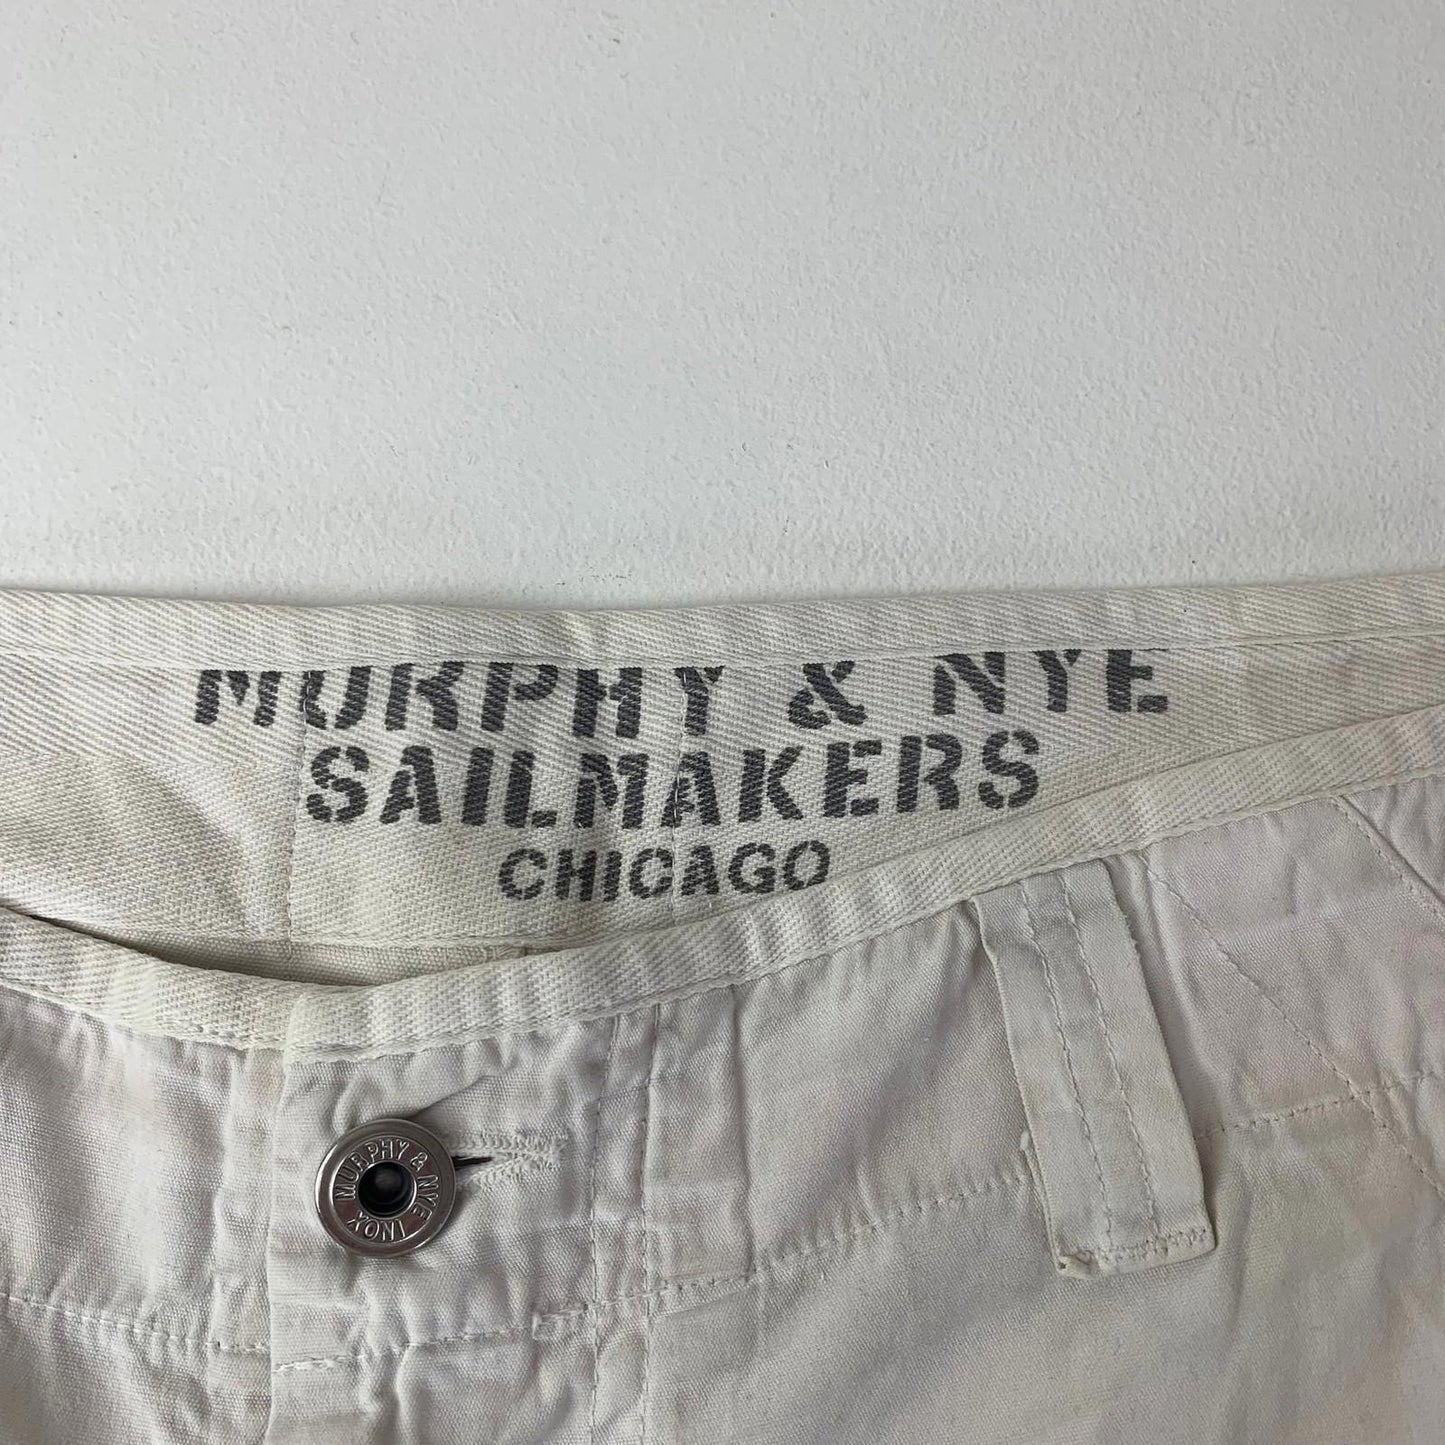 MURPHY & NYE
SAILMAKERS
CHICAGO
MURPHY & NYE
INOX